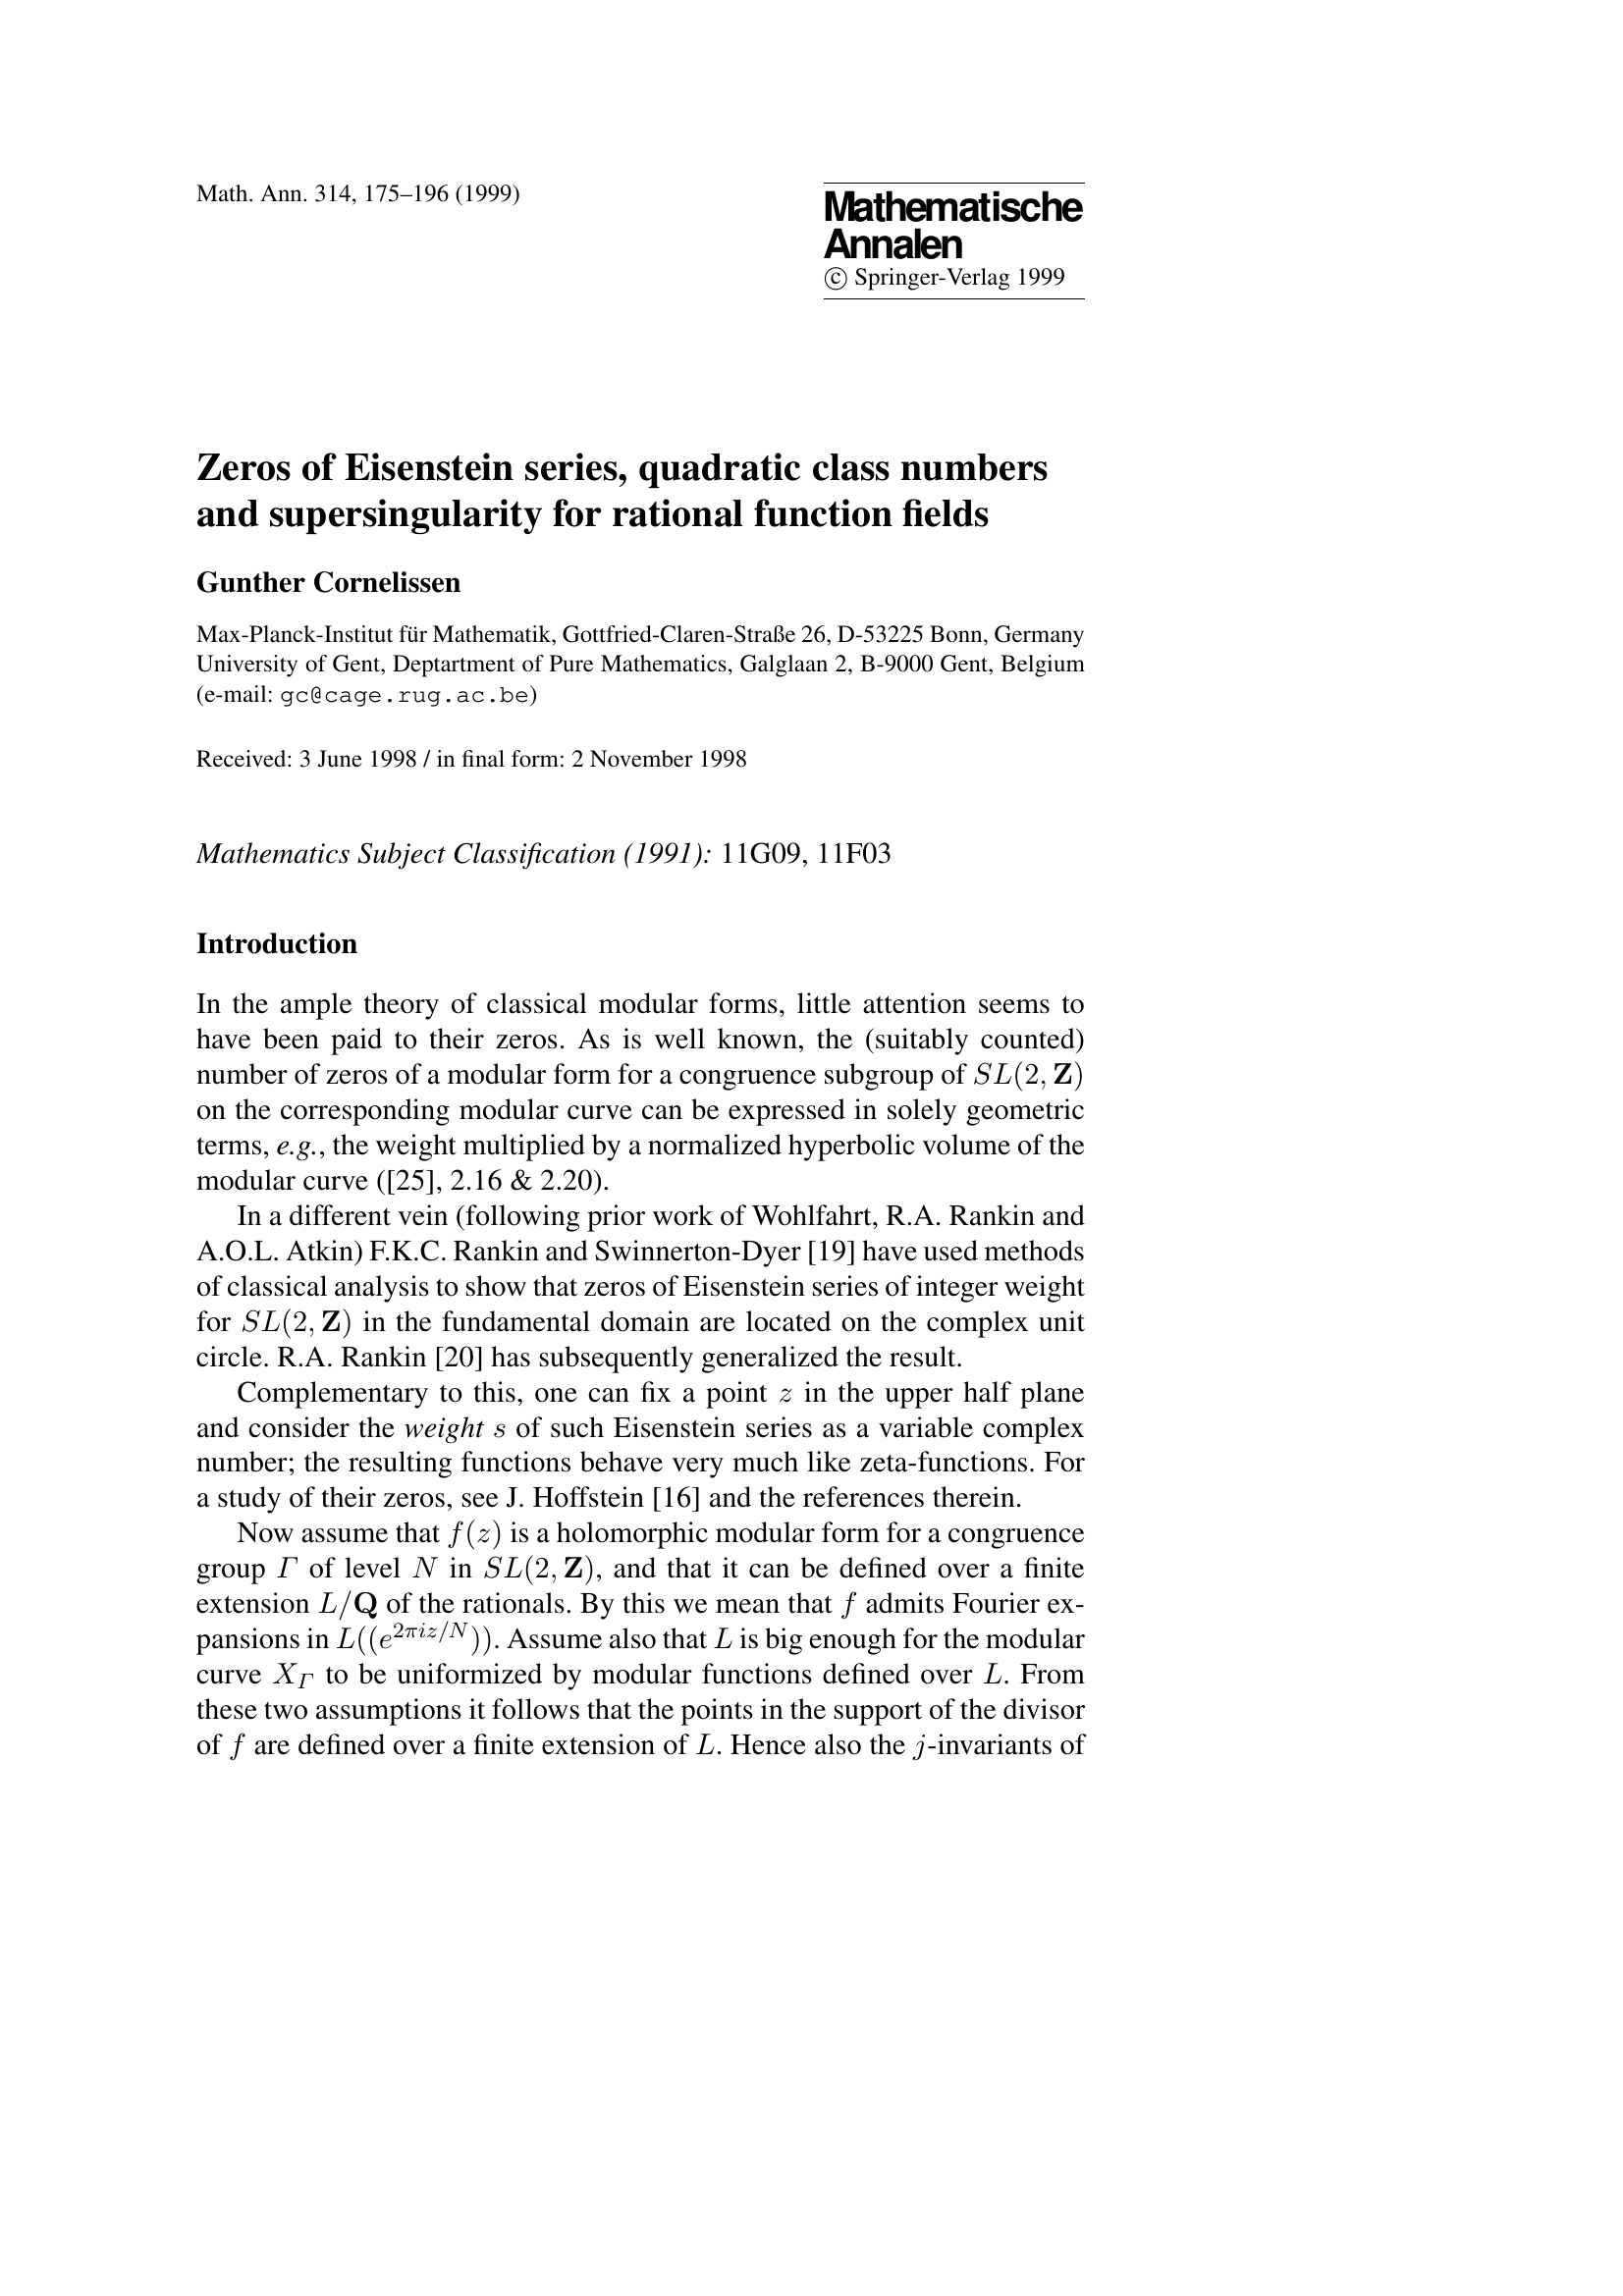 Math. Ann. 314, 175–196 (1999)
Mathematische
Annalen
© Springer-Verlag 1999
Zeros of Eisenstein series, quadratic class numbers
and supersingularity for rational function fields
Gunther Cornelissen
Max-Planck-Institut für Mathematik, Gottfried-Claren-Straße 26, D-53225 Bonn, Germany
University of Gent, Deptartment of Pure Mathematics, Galglaan 2, B-9000 Gent, Belgium
(e-mail: gc@cage.rug.ac.be)
Received: 3 June 1998 / in final form: 2 November 1998
Mathematics Subject Classification (1991): 11G09, 11F03
Introduction
In the ample theory of classical modular forms, little attention seems to
have been paid to their zeros. As is well known, the (suitably counted)
number of zeros of a modular form for a congruence subgroup of SL(2, Z)
on the corresponding modular curve can be expressed in solely geometric
terms, e.g., the weight multiplied by a normalized hyperbolic volume of the
modular curve ([25], 2.16 & 2.20).
In a different vein (following prior work of Wohlfahrt, R.A. Rankin and
A.O.L. Atkin) F.K.C. Rankin and Swinnerton-Dyer [19] have used methods
of classical analysis to show that zeros of Eisenstein series of integer weight
for SL(2, Z) in the fundamental domain are located on the complex unit
circle. R.A. Rankin [20] has subsequently generalized the result.
Complementary to this, one can fix a point z in the upper half plane
and consider the weight s of such Eisenstein series as a variable complex
number; the resulting functions behave very much like zeta-functions. For
a study of their zeros, see J. Hoffstein [16] and the references therein.
Now assume that f(z) is a holomorphic modular form for a congruence
group Γ of level N in SL(2, Z), and that it can be defined over a finite
extension L/Q of the rationals. By this we mean that f admits Fourier ex-
pansions in L((e^{2πiz/N})). Assume also that L is big enough for the modular
curve X_Γ to be uniformized by modular functions defined over L. From
these two assumptions it follows that the points in the support of the divisor
of f are defined over a finite extension of L. Hence also the j-invariants of